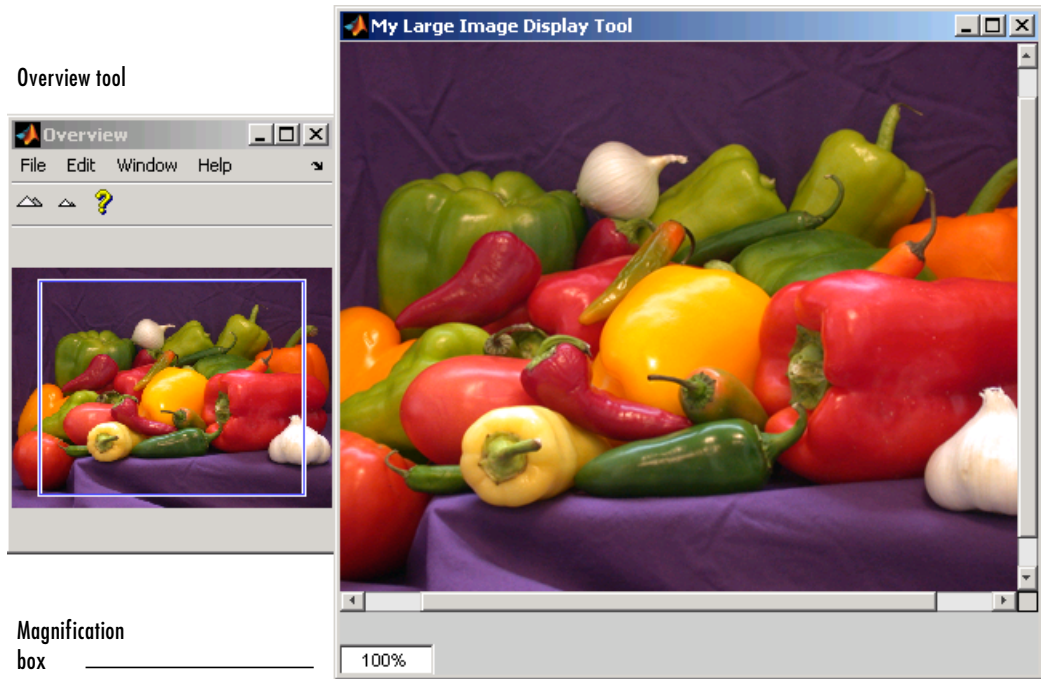 My Large Image Display Tool
Overview tool
Overview
File Edit Window Help
?
100%
Magnification
box